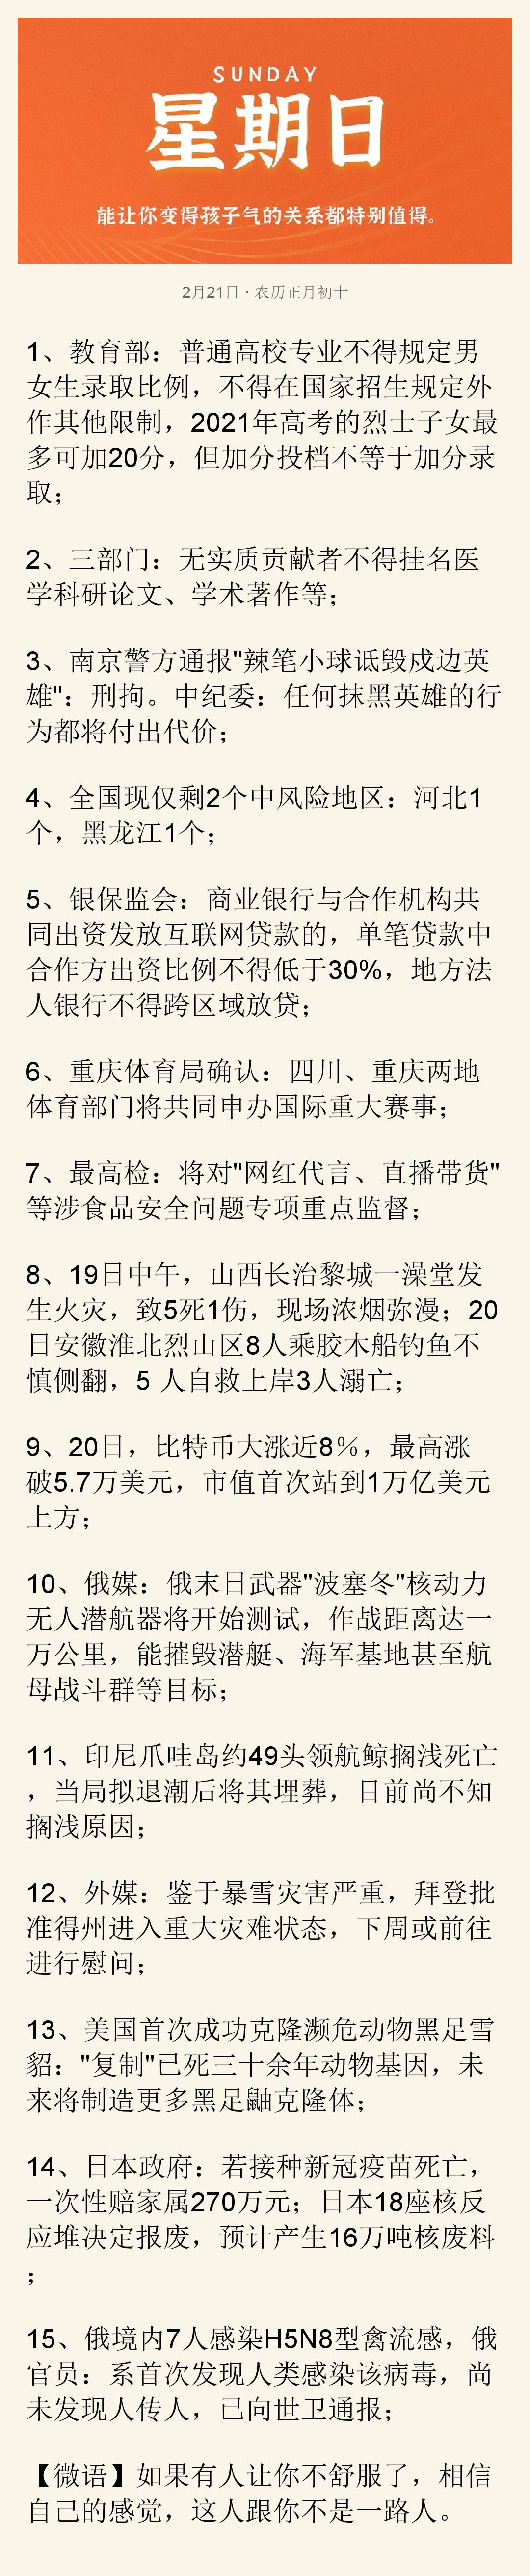 SUNDAY
星期日
能让你变得孩子气的关系都特别值得。
2月21日 · 农历正月初十
1、教育部：普通高校专业不得规定男
女生录取比例，不得在国家招生规定外
作其他限制，2021年高考的烈士子女最
多可加20分，但加分投档不等于加分录
取；
2、三部门：无实质贡献者不得挂名医
学科研论文、学术著作等；
3、南京警方通报"辣笔小球诋毁戍边英
雄"：刑拘。中纪委：任何抹黑英雄的行
为都将付出代价；
4、全国现仅剩2个中风险地区：河北1
个，黑龙江1个；
5、银保监会：商业银行与合作机构共
同出资发放互联网贷款的，单笔贷款中
合作方出资比例不得低于30%，地方法
人银行不得跨区域放贷；
6、重庆体育局确认：四川、重庆两地
体育部门将共同申办国际重大赛事；
7、最高检：将对"网红代言、直播带货"
等涉食品安全问题专项重点监督；
8、19日中午，山西长治黎城一澡堂发
生火灾，致5死1伤，现场浓烟弥漫；20
日安徽淮北烈山区8人乘胶木船钓鱼不
慎侧翻，5 人自救上岸3人溺亡；
9、20日，比特币大涨近8％，最高涨
破5.7万美元，市值首次站到1万亿美元
上方；
10、俄媒：俄末日武器"波塞冬"核动力
无人潜航器将开始测试，作战距离达一
万公里，能摧毁潜艇、海军基地甚至航
母战斗群等目标；
11、印尼爪哇岛约49头领航鲸搁浅死亡
，当局拟退潮后将其埋葬，目前尚不知
搁浅原因；
12、外媒：鉴于暴雪灾害严重，拜登批
准得州进入重大灾难状态，下周或前往
进行慰问；
13、美国首次成功克隆濒危动物黑足雪
貂："复制"已死三十余年动物基因，未
来将制造更多黑足鼬克隆体；
14、日本政府：若接种新冠疫苗死亡，
一次性赔家属270万元；日本18座核反
应堆决定报废，预计产生16万吨核废料
；
15、俄境内7人感染H5N8型禽流感，俄
官员：系首次发现人类感染该病毒，尚
未发现人传人，已向世卫通报；
【微语】如果有人让你不舒服了，相信
自己的感觉，这人跟你不是一路人。